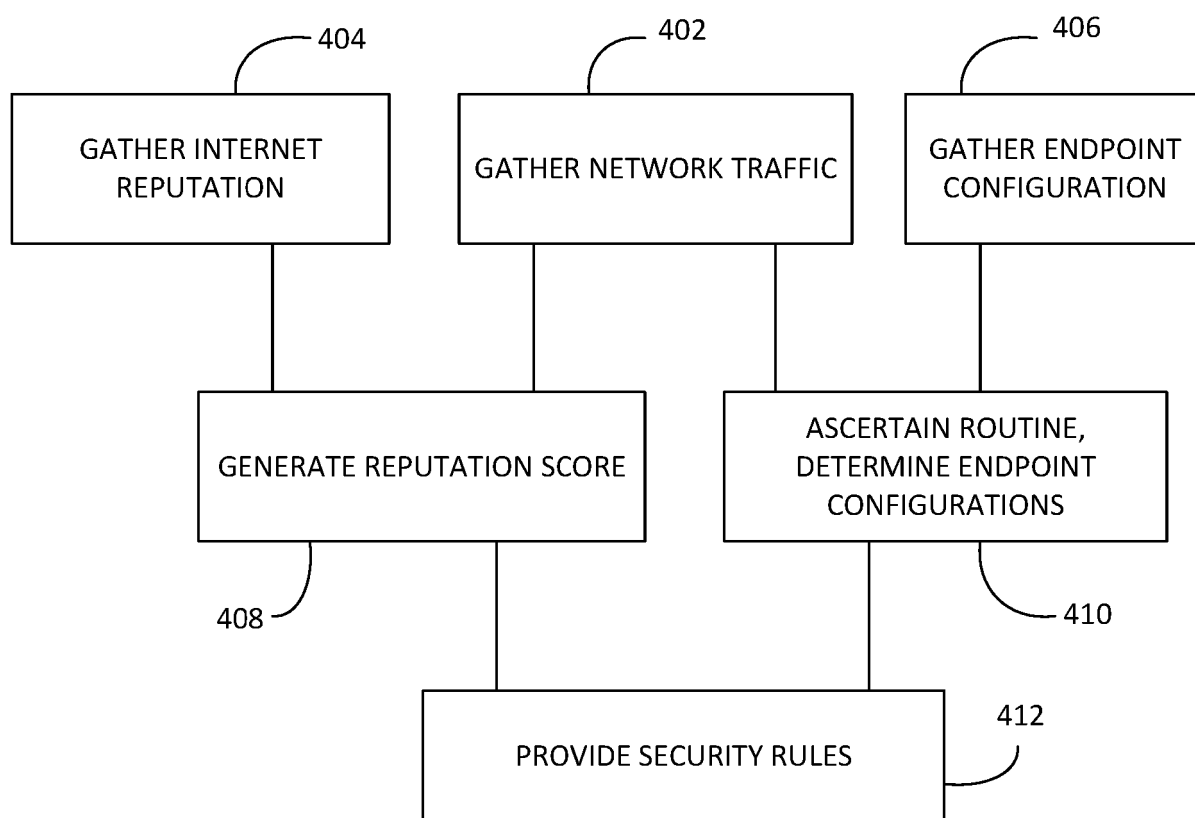 404
402
406
GATHER INTERNET
REPUTATION
GATHER NETWORK TRAFFIC
GATHER ENDPOINT
CONFIGURATION
GENERATE REPUTATION SCORE
ASCERTAIN ROUTINE,
DETERMINE ENDPOINT
CONFIGURATIONS
408
410
PROVIDE SECURITY RULES
412